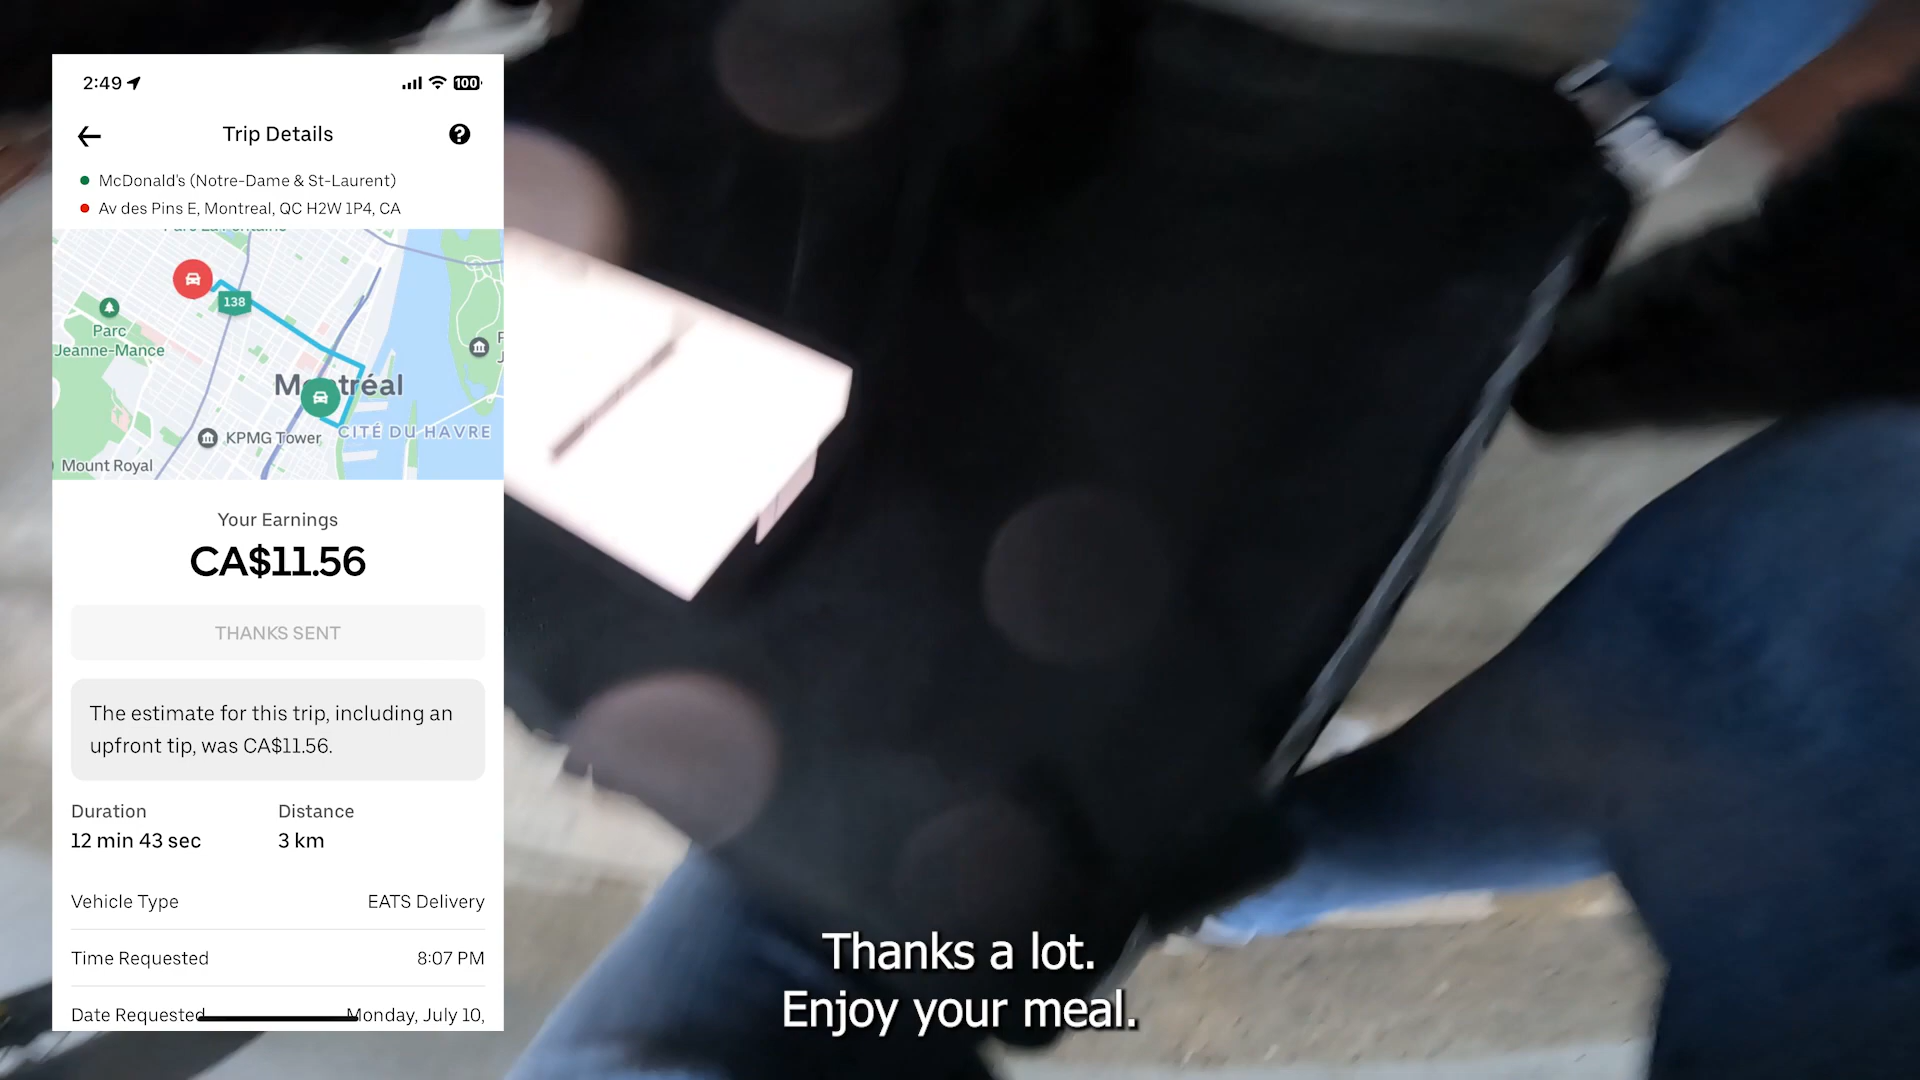 2:49
100
Trip Details
?
McDonald's (Notre-Dame & St-Laurent)
Av des Pins E, Montreal, QC H2W 1P4, CA
138
Parc
Jeanne-Mance
Montréal
KPMG Tower
CITÉ DU HAVRE
Mount Royal
Your Earnings
CA$11.56
THANKS SENT
The estimate for this trip, including an
upfront tip, was CA$11.56.
Duration
Distance
12 min 43 sec
3 km
Vehicle Type
EATS Delivery
Time Requested
8:07 PM
Date Requested
Monday, July 10,
Thanks a lot.
Enjoy your meal.